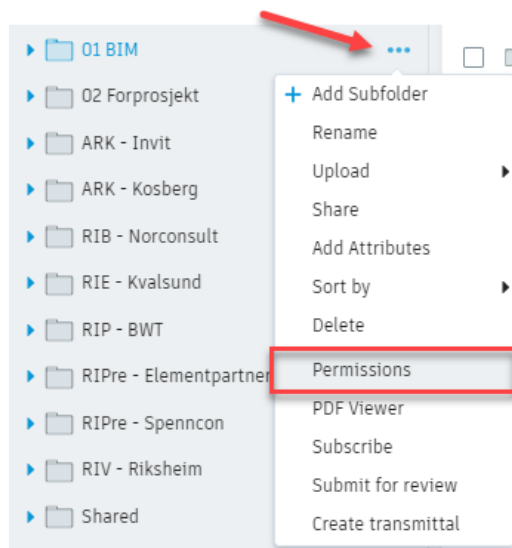 01 BIM
02 Forprosjekt
ARK - Invit
ARK - Kosberg
RIB - Norconsult
RIE - Kvalsund
RIP - BWT
RIPre - Elementpartner
RIPre - Spenncon
RIV - Riksheim
Shared
Add Subfolder
Rename
Upload
Share
Add Attributes
Sort by
Delete
Permissions
PDF Viewer
Subscribe
Submit for review
Create transmittal